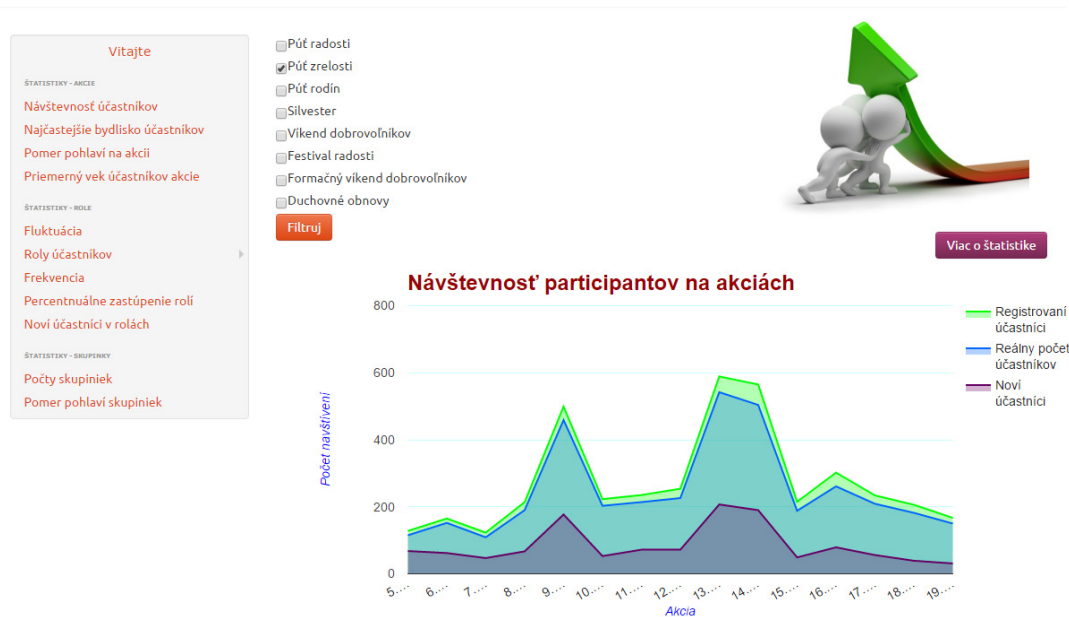 Vitajte
ŠTATISTIKY - AKCIE
Návštevnosť účastníkov
Najčastejšie bydlisko účastníkov
Pomer pohlaví na akcii
Priemerný vek účastníkov akcie
ŠTATISTIKY - ROLE
Fluktuácia
Roly účastníkov
Frekvencia
Percentnuálne zastúpenie rolí
Noví účastníci v rolách
ŠTATISTIKY - SKUPINKY
Počty skupiniek
Pomer pohlaví skupiniek
Púť radosti
Púť zrelosti
Púť rodín
Silvester
Víkend dobrovoľníkov
Festival radosti
Formačný víkend dobrovoľníkov
Duchovné obnovy
Filtruj
Viac o štatistike
Návštevnosť participantov na akciách
800
600
400
200
0
Počet navštívení
5.…
6.…
7.…
8.…
9.…
10.…
11.…
12.…
13.…
14.…
15.…
16.…
17.…
18.…
19.…
Akcia
Registrovaní
účastníci
Reálny počet
účastníkov
Noví
účastníci